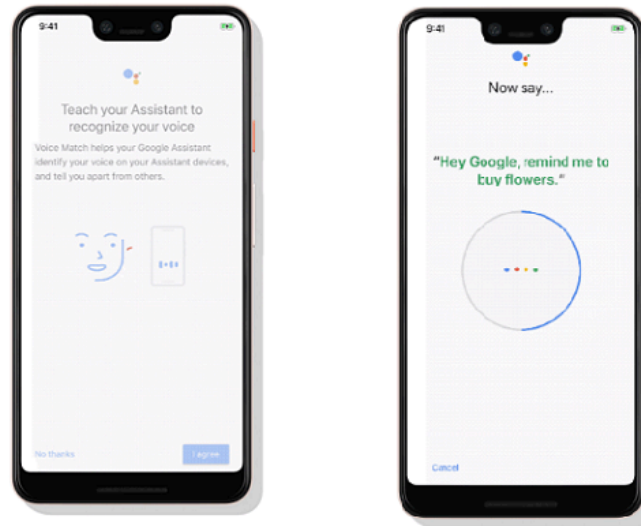 9:41
Teach your Assistant to
recognize your voice
Voice Match helps your Google Assistant
identify your voice on your Assistant devices,
and tell you apart from others.
No thanks
I agree
9:41
Now say...
"Hey Google, remind me to
buy flowers."
Cancel